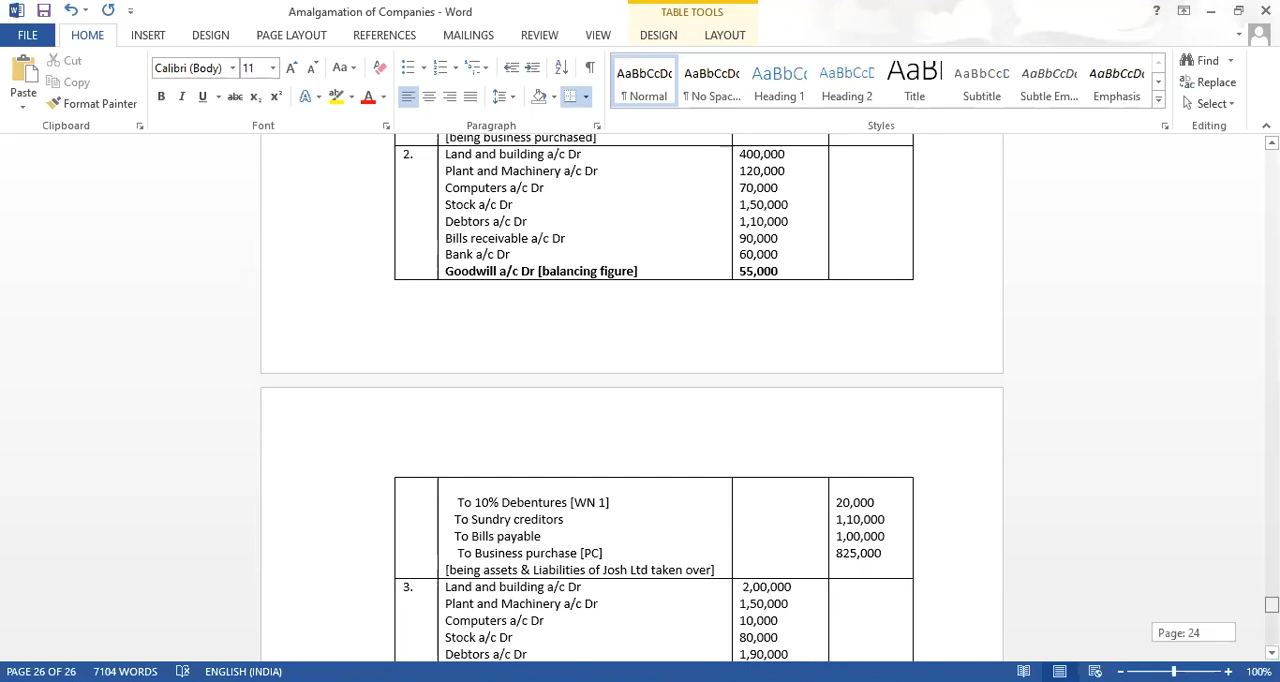 Amalgamation of Companies - Word
TABLE TOOLS
?
FILE
HOME
INSERT
DESIGN
PAGE LAYOUT
REFERENCES
MAILINGS
REVIEW
VIEW
DESIGN
LAYOUT
Paste
Cut
Copy
Format Painter
Clipboard
Calibri (Body)
11
Aa
B I U abc x₂ x²
A
Font
Paragraph
AaBbCcDc
¶ Normal
AaBbCcDc
¶ No Spac...
AaBbCc
Heading 1
AaBbCcD
Heading 2
AaBl
Title
AaBbCcD
Subtitle
AaBbCcDc
Subtle Em...
AaBbCcDc
Emphasis
Styles
Find
Replace
Select
Editing
[being business purchased]
2. Land and building a/c Dr 400,000
Plant and Machinery a/c Dr 120,000
Computers a/c Dr 70,000
Stock a/c Dr 1,50,000
Debtors a/c Dr 1,10,000
Bills receivable a/c Dr 90,000
Bank a/c Dr 60,000
Goodwill a/c Dr [balancing figure] 55,000
To 10% Debentures [WN 1] 20,000
To Sundry creditors 1,10,000
To Bills payable 1,00,000
To Business purchase [PC] 825,000
[being assets & Liabilities of Josh Ltd taken over]
3. Land and building a/c Dr 2,00,000
Plant and Machinery a/c Dr 1,50,000
Computers a/c Dr 10,000
Stock a/c Dr 80,000
Debtors a/c Dr 1,90,000
Page: 24
PAGE 26 OF 26
7104 WORDS
ENGLISH (INDIA)
100%